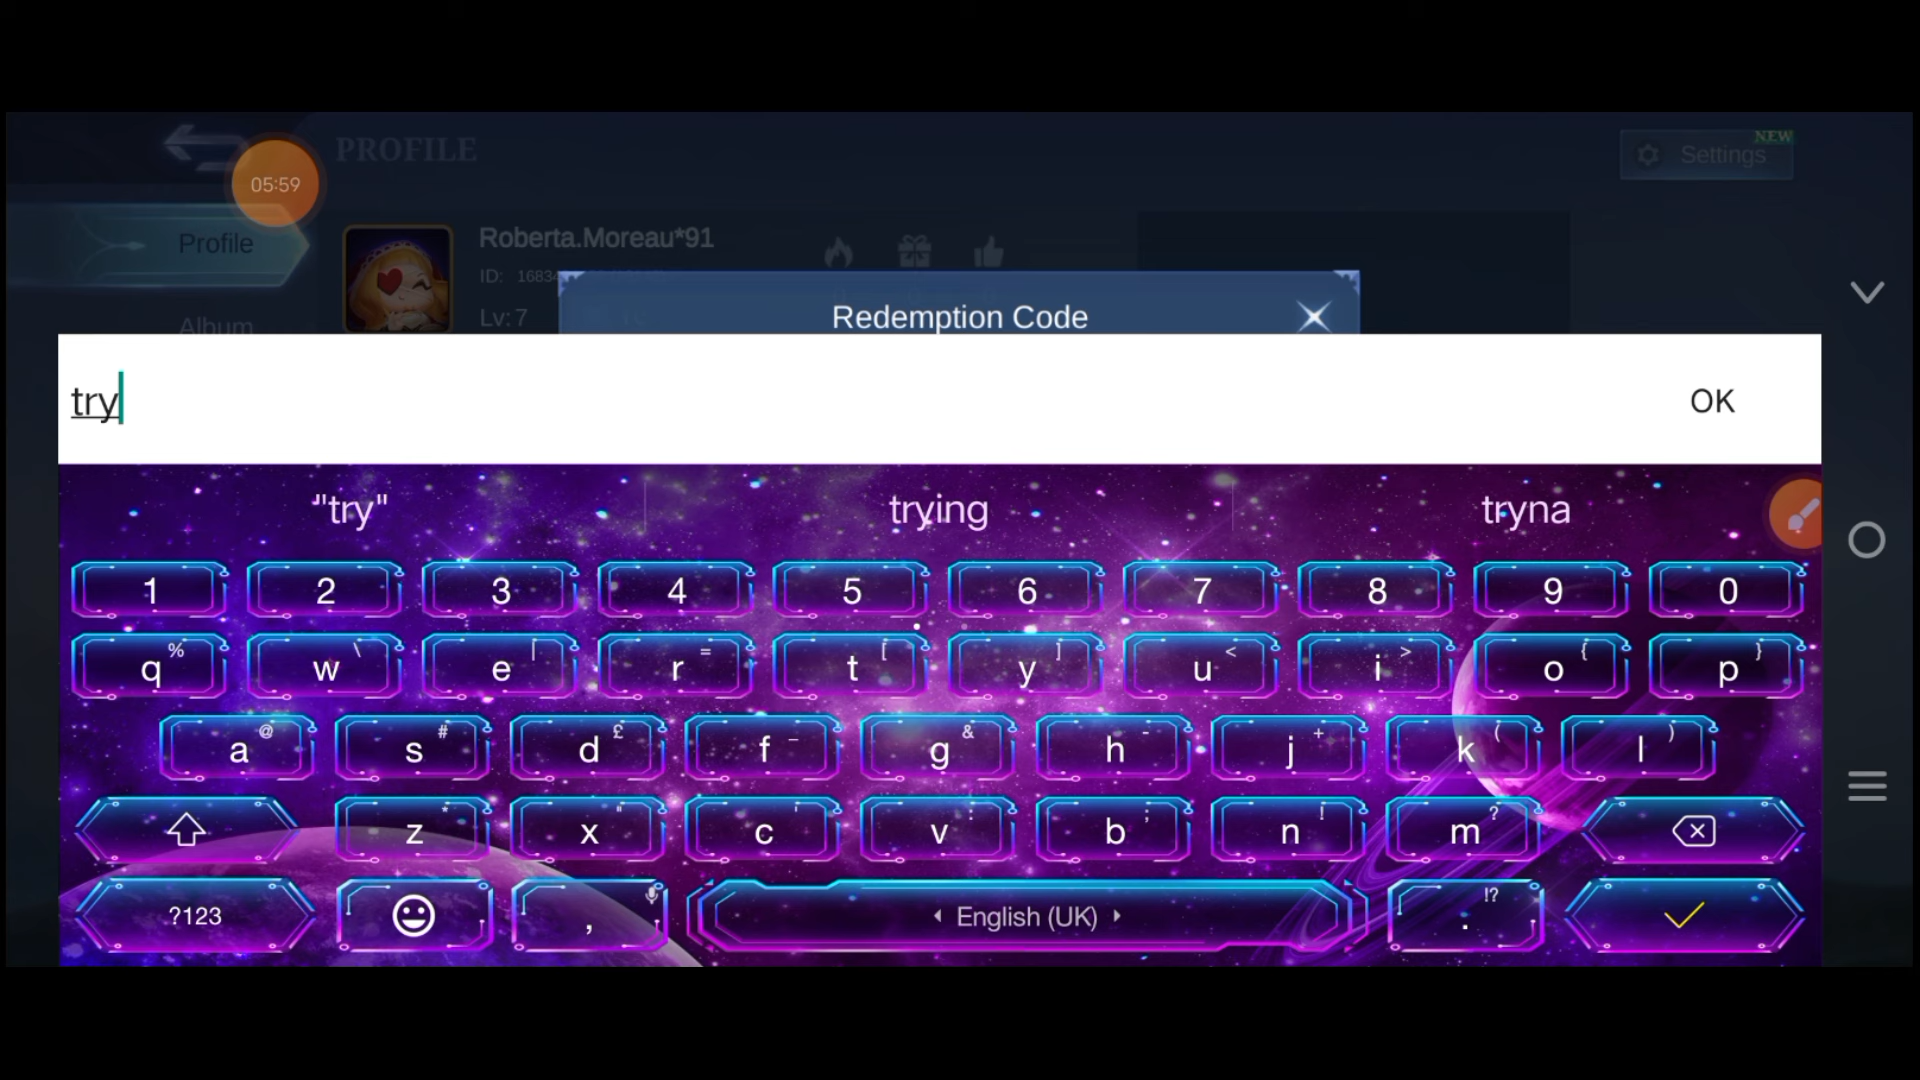 PROFILE
NEW
Settings
05:59
Profile
Roberta.Moreau*91
ID: 16834
Lv: 7
Album
Redemption Code
try
OK
"try" trying tryna
1 2 3 4 5 6 7 8 9 0
% \ | = [ ] < > { }
q w e r t y u i o p
@ # £ _ & - + ( )
a s d f g h j k l
* " ' : ; ! ?
z x c v b n m
?123 , English (UK) . !?